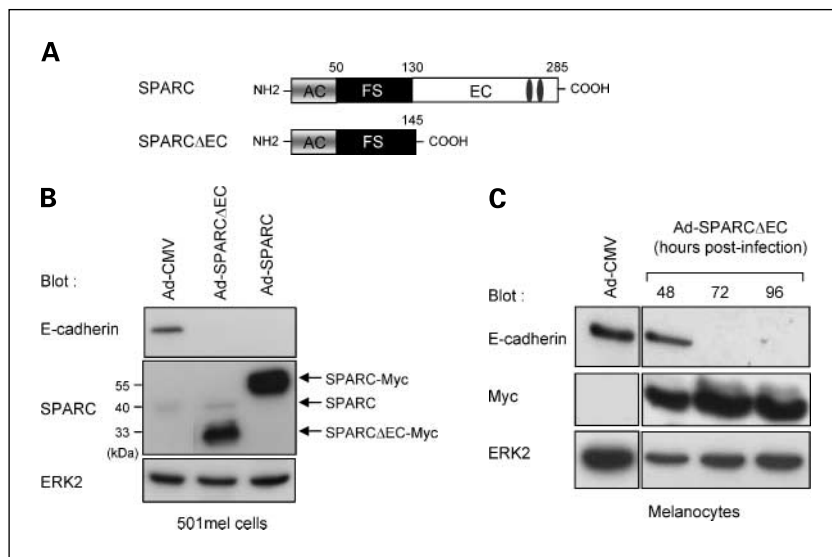 A
50 130 285
SPARC NH2 AC FS EC COOH
145
SPARCΔEC NH2 AC FS COOH
B
Ad-CMV
Ad-SPARCΔEC
Ad-SPARC
Blot :
E-cadherin
55 SPARC-Myc
SPARC 40 SPARC
33 SPARCΔEC-Myc
(kDa)
ERK2
501mel cells
C
Ad-CMV
Ad-SPARCΔEC
(hours post-infection)
Blot : 48 72 96
E-cadherin
Myc
ERK2
Melanocytes